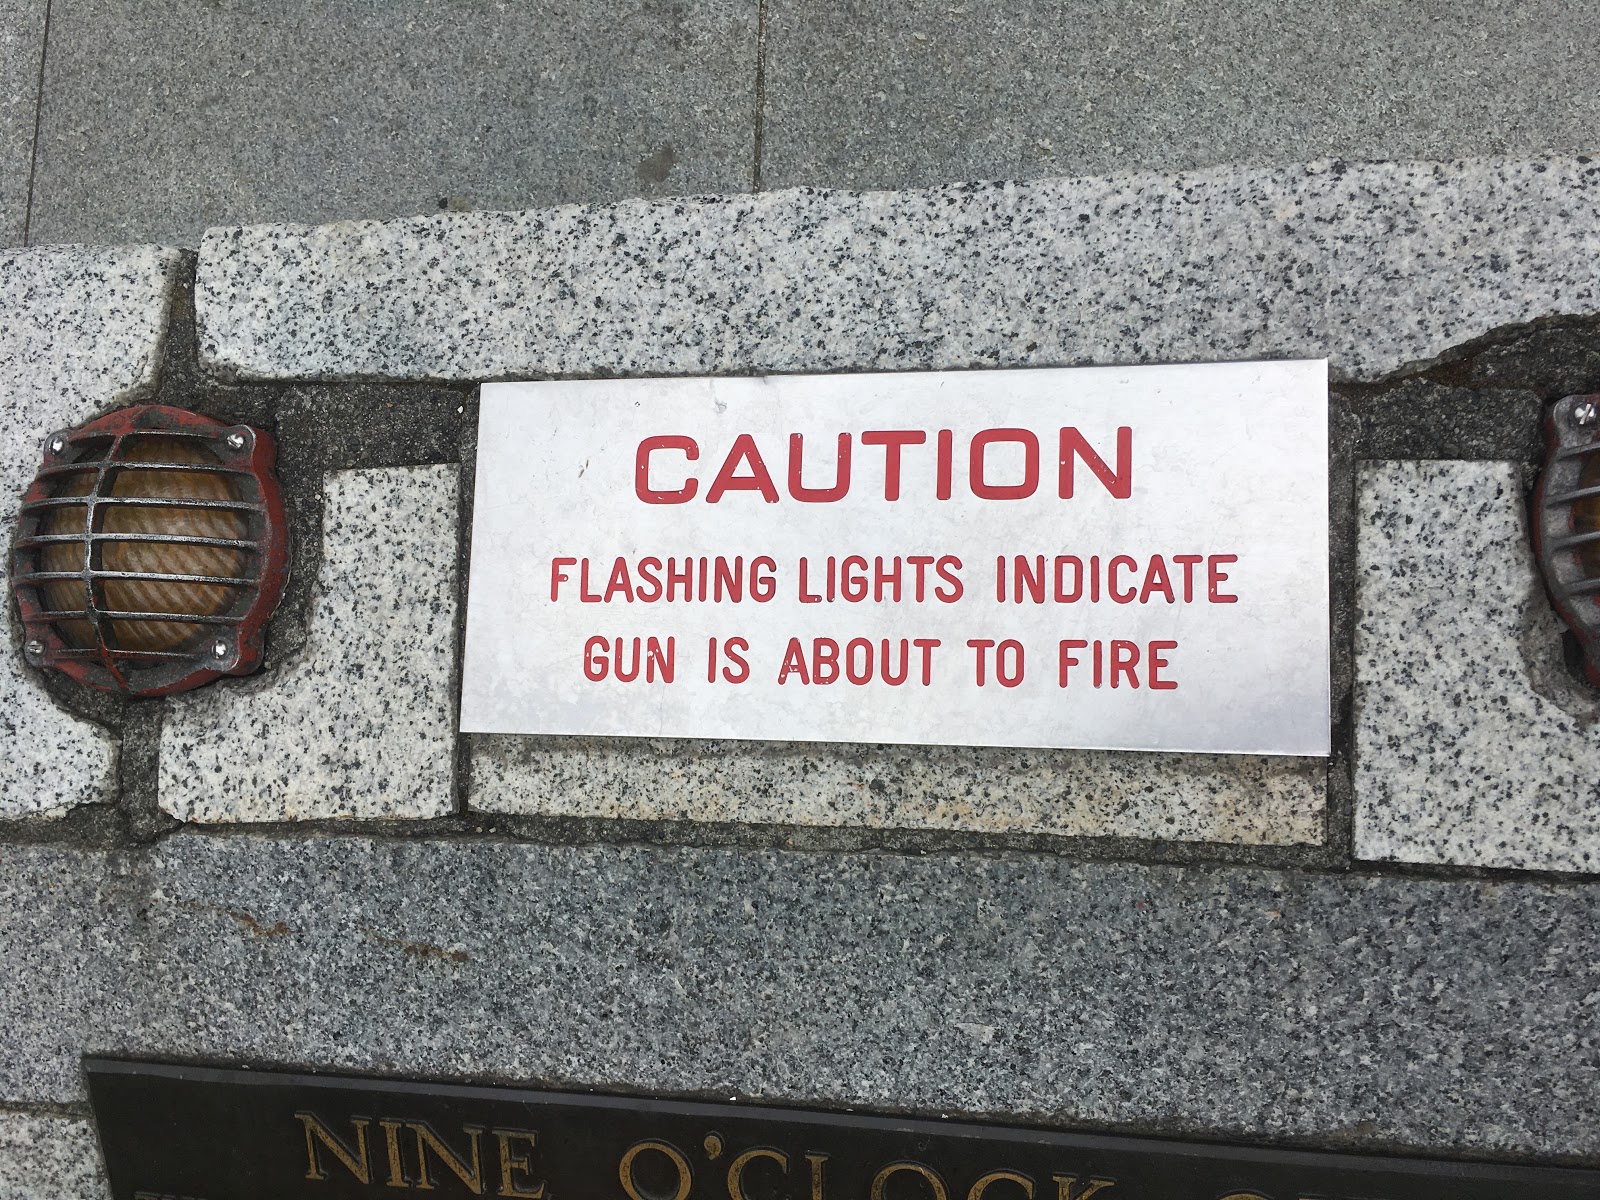 CAUTION
FLASHING LIGHTS INDICATE
GUN IS ABOUT TO FIRE
NINE O'CLOCK